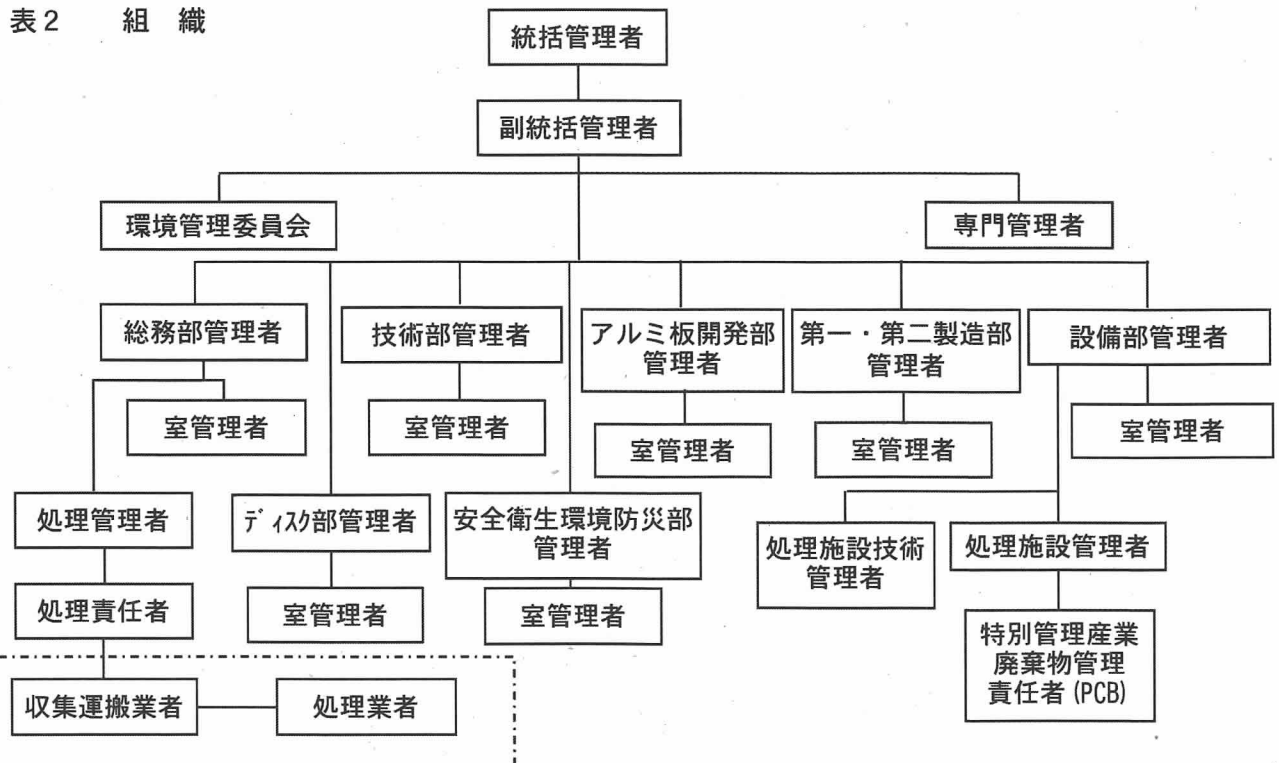 表2 組織
統括管理者
副統括管理者
環境管理委員会
専門管理者
総務部管理者
技術部管理者
アルミ板開発部
管理者
第一・第二製造部
管理者
設備部管理者
室管理者
室管理者
室管理者
室管理者
室管理者
処理管理者
ディスク部管理者
安全衛生環境防災部
管理者
処理施設技術
管理者
処理施設管理者
処理責任者
室管理者
室管理者
特別管理産業
廃棄物管理
責任者(PCB)
収集運搬業者
処理業者